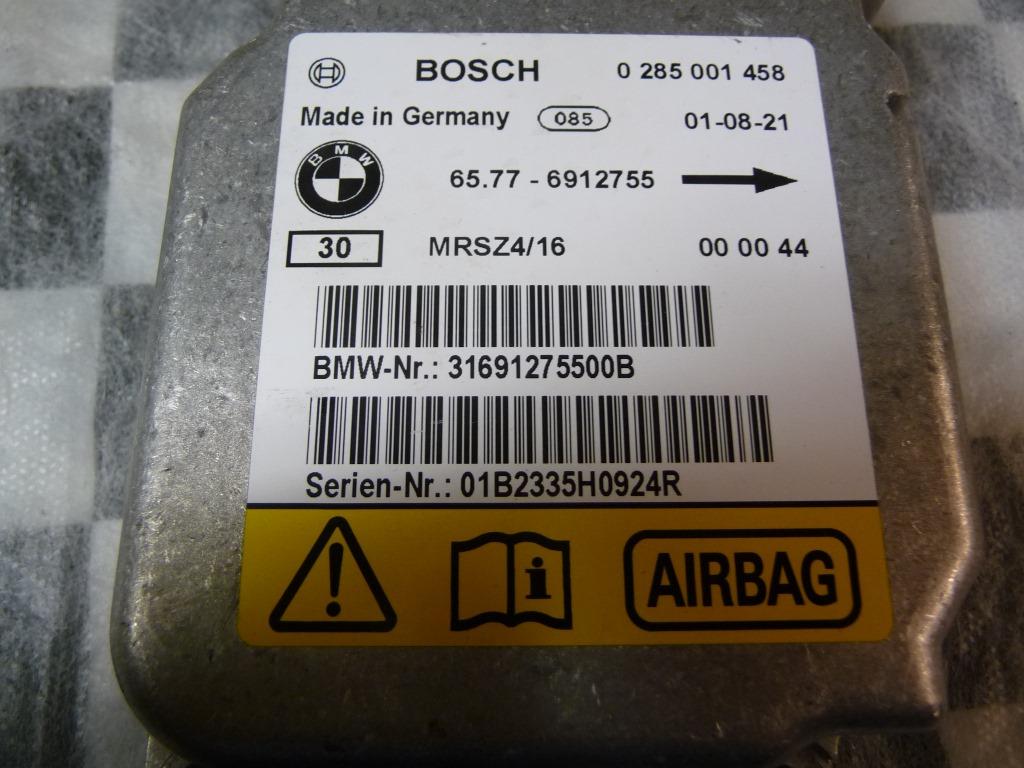 BOSCH 0 285 001 458
Made in Germany 085 01-08-21
BMW
65.77 - 6912755
30 MRSZ4/16 00 00 44
BMW-Nr.: 31691275500B
Serien-Nr.: 01B2335H0924R
! i AIRBAG